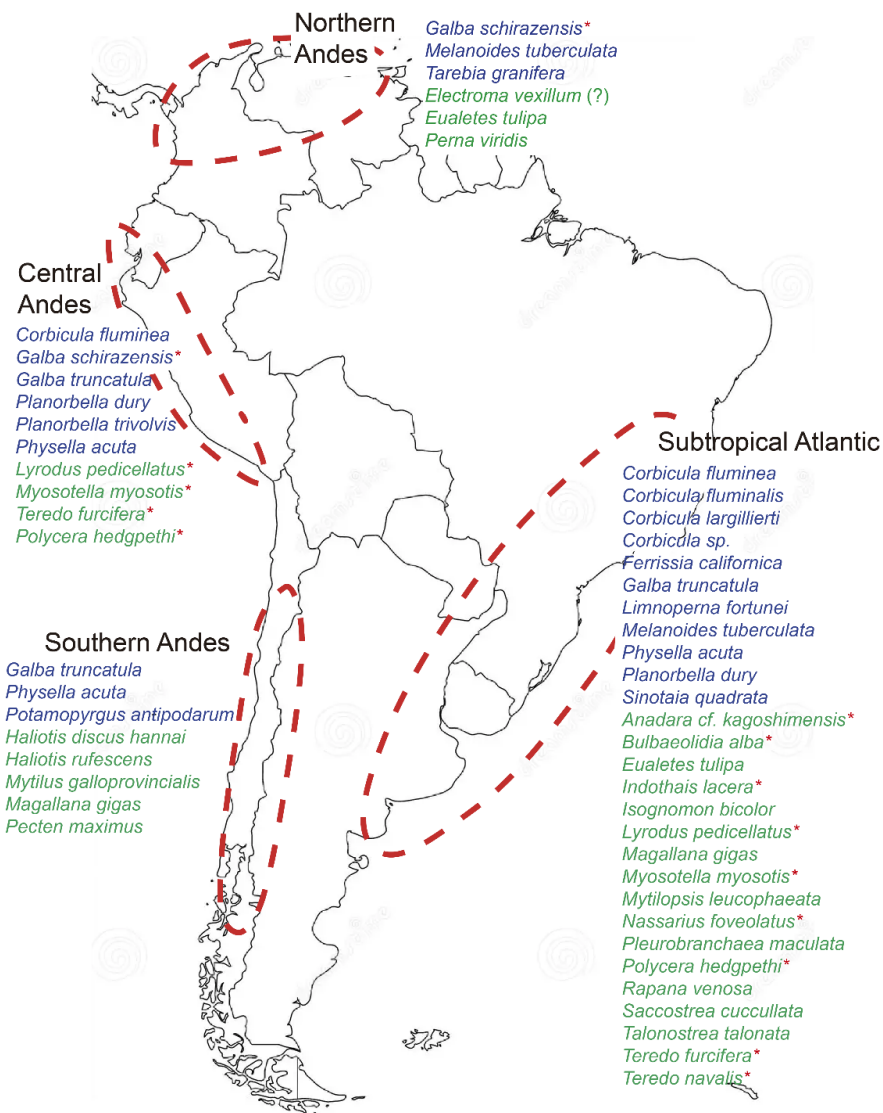 Northern
Andes
Galba schirazensis*
Melanoides tuberculata
Tarebia granifera
Electroma vexillum (?)
Eualetes tulipa
Perna viridis
Central
Andes
Corbicula fluminea
Galba schirazensis*
Galba truncatula
Planorbella dury
Planorbella trivolvis
Physella acuta
Lyrodus pedicellatus*
Myosotella myosotis*
Teredo furcifera*
Polycera hedgpethi*
Subtropical Atlantic
Corbicula fluminea
Corbicula fluminalis
Corbicula largillierti
Corbicula sp.
Ferrissia californica
Galba truncatula
Limnoperna fortunei
Melanoides tuberculata
Physella acuta
Planorbella dury
Sinotaia quadrata
Anadara cf. kagoshimensis*
Bulbaeolidia alba*
Eualetes tulipa
Indothais lacera*
Isognomon bicolor
Lyrodus pedicellatus*
Magallana gigas
Myosotella myosotis*
Mytilopsis leucophaeata
Nassarius foveolatus*
Pleurobranchaea maculata
Polycera hedgpethi*
Rapana venosa
Saccostrea cuccullata
Talonostrea talonata
Teredo furcifera*
Teredo navalis*
Southern Andes
Galba truncatula
Physella acuta
Potamopyrgus antipodarum
Haliotis discus hannai
Haliotis rufescens
Mytilus galloprovincialis
Magallana gigas
Pecten maximus